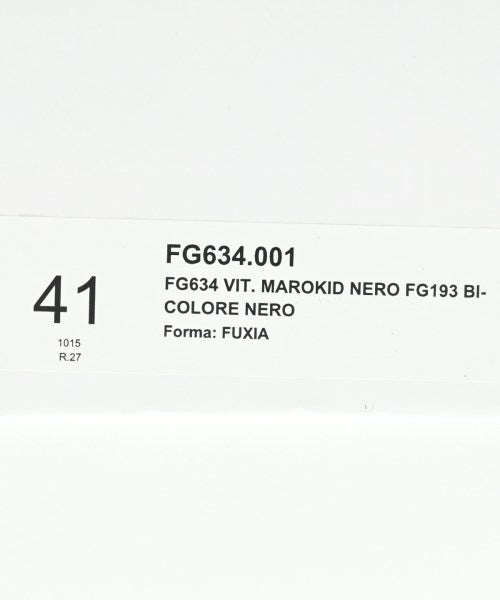 41
1015
R.27
FG634.001
FG634 VIT. MAROKID NERO FG193 BI-
COLORE NERO
Forma: FUXIA